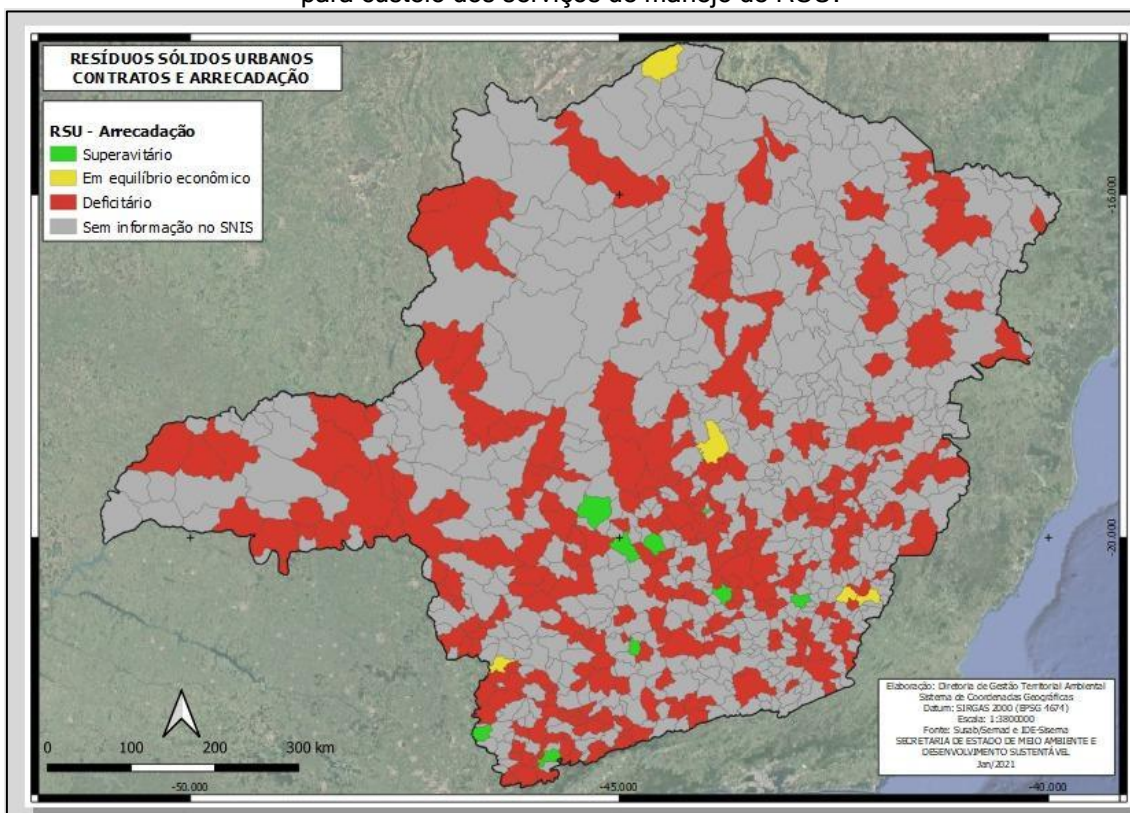 para custeio dos serviços de manejo de RSU.
RESÍDUOS SÓLIDOS URBANOS
CONTRATOS E ARRECADAÇÃO
RSU - Arrecadação
Superavitário
Em equilíbrio econômico
Deficitário
Sem informação no SNIS
-16.000
-20.000
0 100 200 300 km
-50.000 -45.000 -40.000
Elaboração: Diretoria de Gestão Territorial Ambiental
Sistema de Coordenadas Geográficas
Datum: SIRGAS 2000 (EPSG 4674)
Escala: 1:3800000
Fonte: Susab/Semad e IDE-Sisema
SECRETARIA DE ESTADO DE MEIO AMBIENTE E
DESENVOLVIMENTO SUSTENTÁVEL
Jan/2021